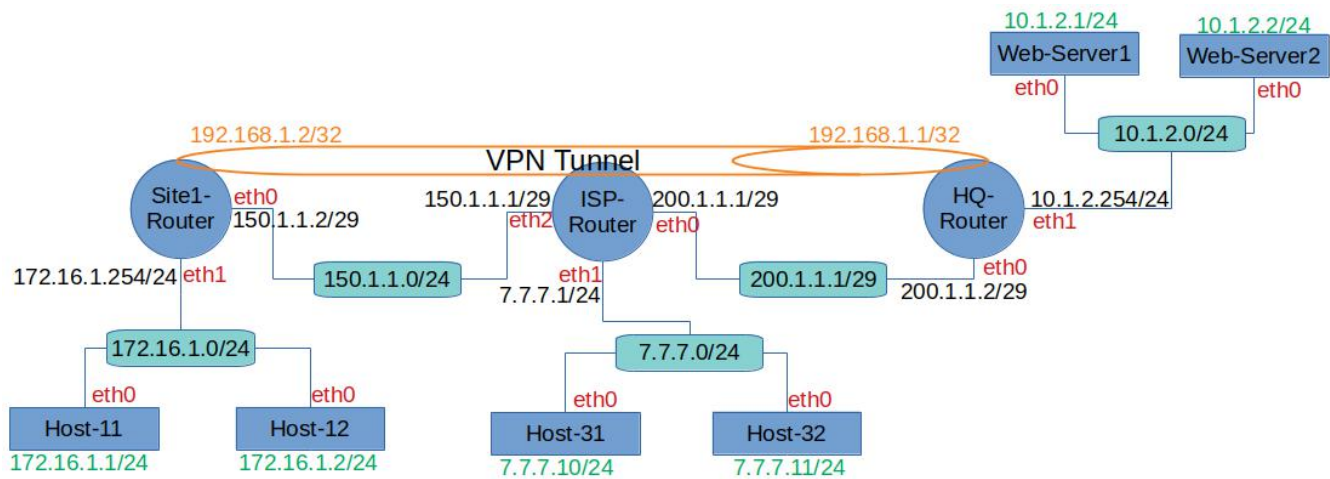 10.1.2.1/24
10.1.2.2/24
Web-Server1
Web-Server2
eth0
eth0
10.1.2.0/24
192.168.1.2/32
192.168.1.1/32
VPN Tunnel
Site1-
Router
eth0
150.1.1.2/29
150.1.1.1/29
eth2
ISP-
Router
200.1.1.1/29
eth0
HQ-
Router
10.1.2.254/24
eth1
172.16.1.254/24
eth1
150.1.1.0/24
eth1
7.7.7.1/24
200.1.1.1/29
eth0
200.1.1.2/29
172.16.1.0/24
7.7.7.0/24
eth0
eth0
eth0
eth0
Host-11
Host-12
Host-31
Host-32
172.16.1.1/24
172.16.1.2/24
7.7.7.10/24
7.7.7.11/24